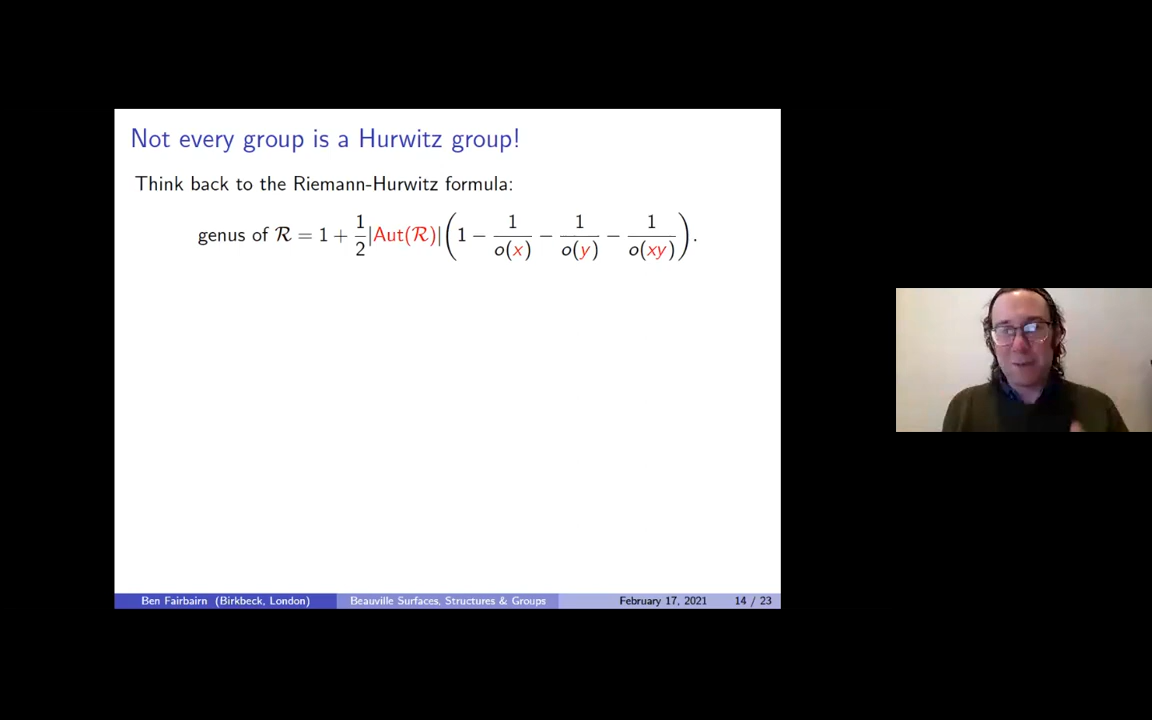 Not every group is a Hurwitz group!
Think back to the Riemann-Hurwitz formula:
genus of ℛ = 1 + 1/2 |Aut(ℛ)| (1 − 1/o(x) − 1/o(y) − 1/o(xy)).
Ben Fairbairn (Birkbeck, London) Beauville Surfaces, Structures & Groups February 17, 2021 14 / 23